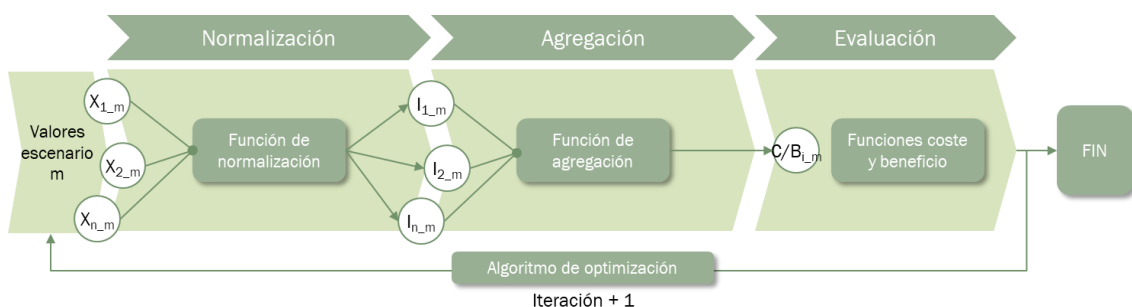 Normalización
Agregación
Evaluación
Valores
escenario
m
X1_m
X2_m
Xn_m
Función de
normalización
I1_m
I2_m
In_m
Función de
agregación
C/Bi_m
Funciones coste
y beneficio
FIN
Algoritmo de optimización
Iteración + 1